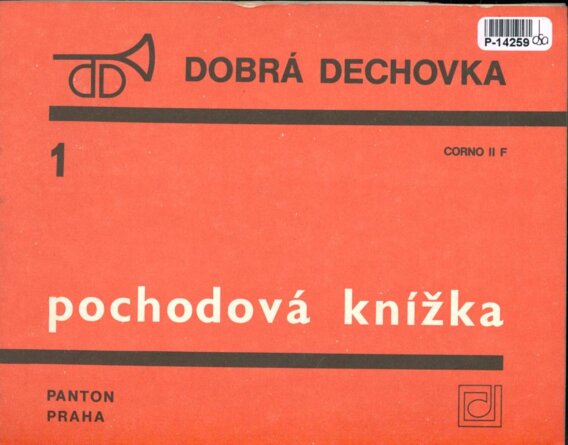 P-14259
DOBRÁ DECHOVKA
1
CORNO II F
pochodová knížka
PANTON
PRAHA